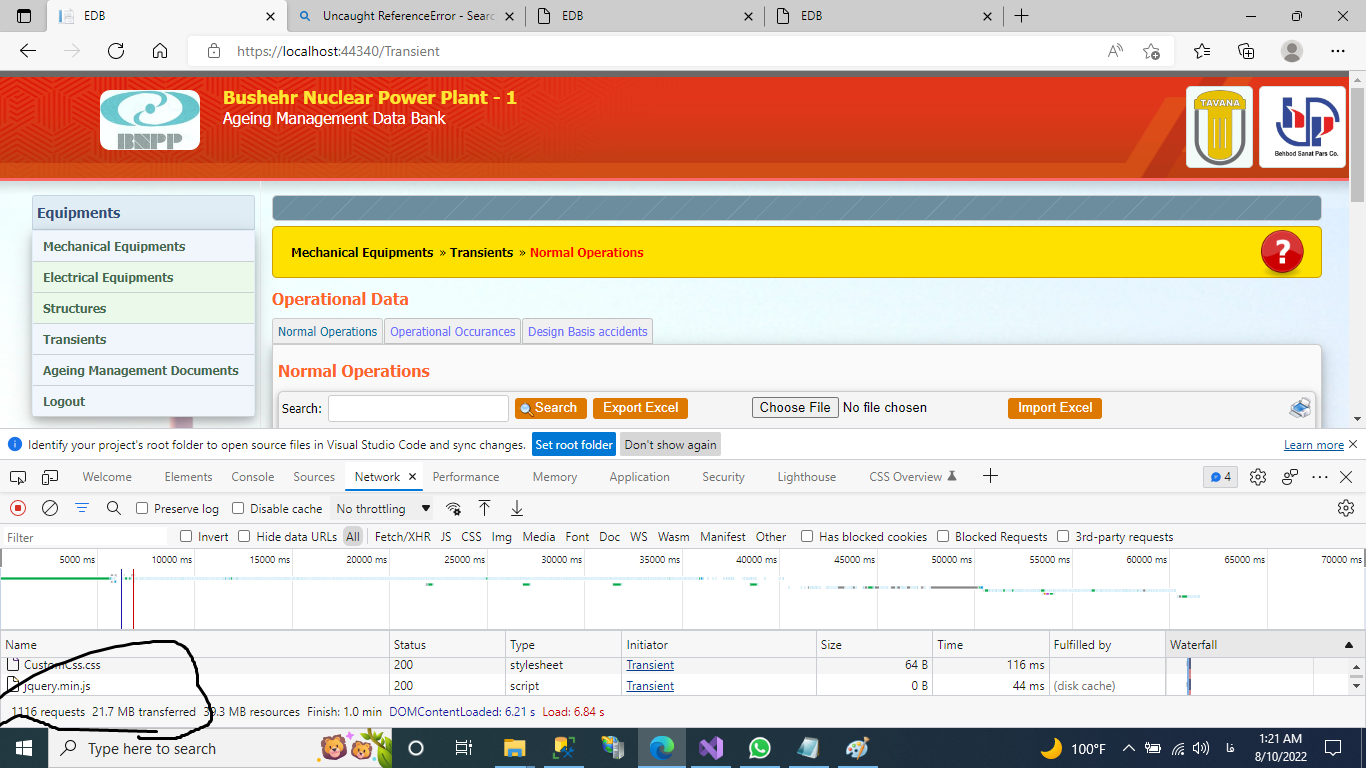 EDB
Uncaught ReferenceError - Searc
EDB
EDB
https://localhost:44340/Transient
BNPP
Bushehr Nuclear Power Plant - 1
Ageing Management Data Bank
TAVANA
Behbod Sanat Pars Co.
Equipments
Mechanical Equipments
Electrical Equipments
Structures
Transients
Ageing Management Documents
Logout
Mechanical Equipments » Transients » Normal Operations
?
Operational Data
Normal Operations Operational Occurances Design Basis accidents
Normal Operations
Search: Search Export Excel Choose File No file chosen Import Excel
Identify your project's root folder to open source files in Visual Studio Code and sync changes. Set root folder Don't show again Learn more
Welcome Elements Console Sources Network Performance Memory Application Security Lighthouse CSS Overview 4
Preserve log Disable cache No throttling
Filter Invert Hide data URLs All Fetch/XHR JS CSS Img Media Font Doc WS Wasm Manifest Other Has blocked cookies Blocked Requests 3rd-party requests
5000 ms 10000 ms 15000 ms 20000 ms 25000 ms 30000 ms 35000 ms 40000 ms 45000 ms 50000 ms 55000 ms 60000 ms 65000 ms 70000 ms
Name Status Type Initiator Size Time Fulfilled by Waterfall
CustomCss.css 200 stylesheet Transient 64 B 116 ms
jquery.min.js 200 script Transient 0 B 44 ms (disk cache)
1116 requests 21.7 MB transferred 39.3 MB resources Finish: 1.0 min DOMContentLoaded: 6.21 s Load: 6.84 s
Type here to search
100°F
فا
1:21 AM
8/10/2022